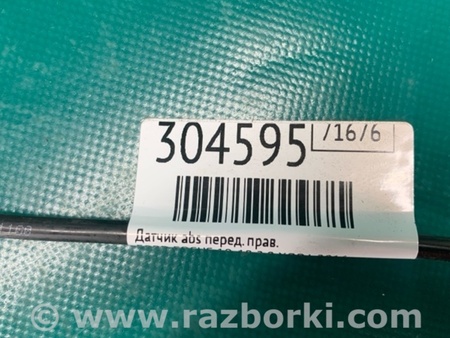 304595 /16/6
Датчик abs перед. прав.
www.razborki.com